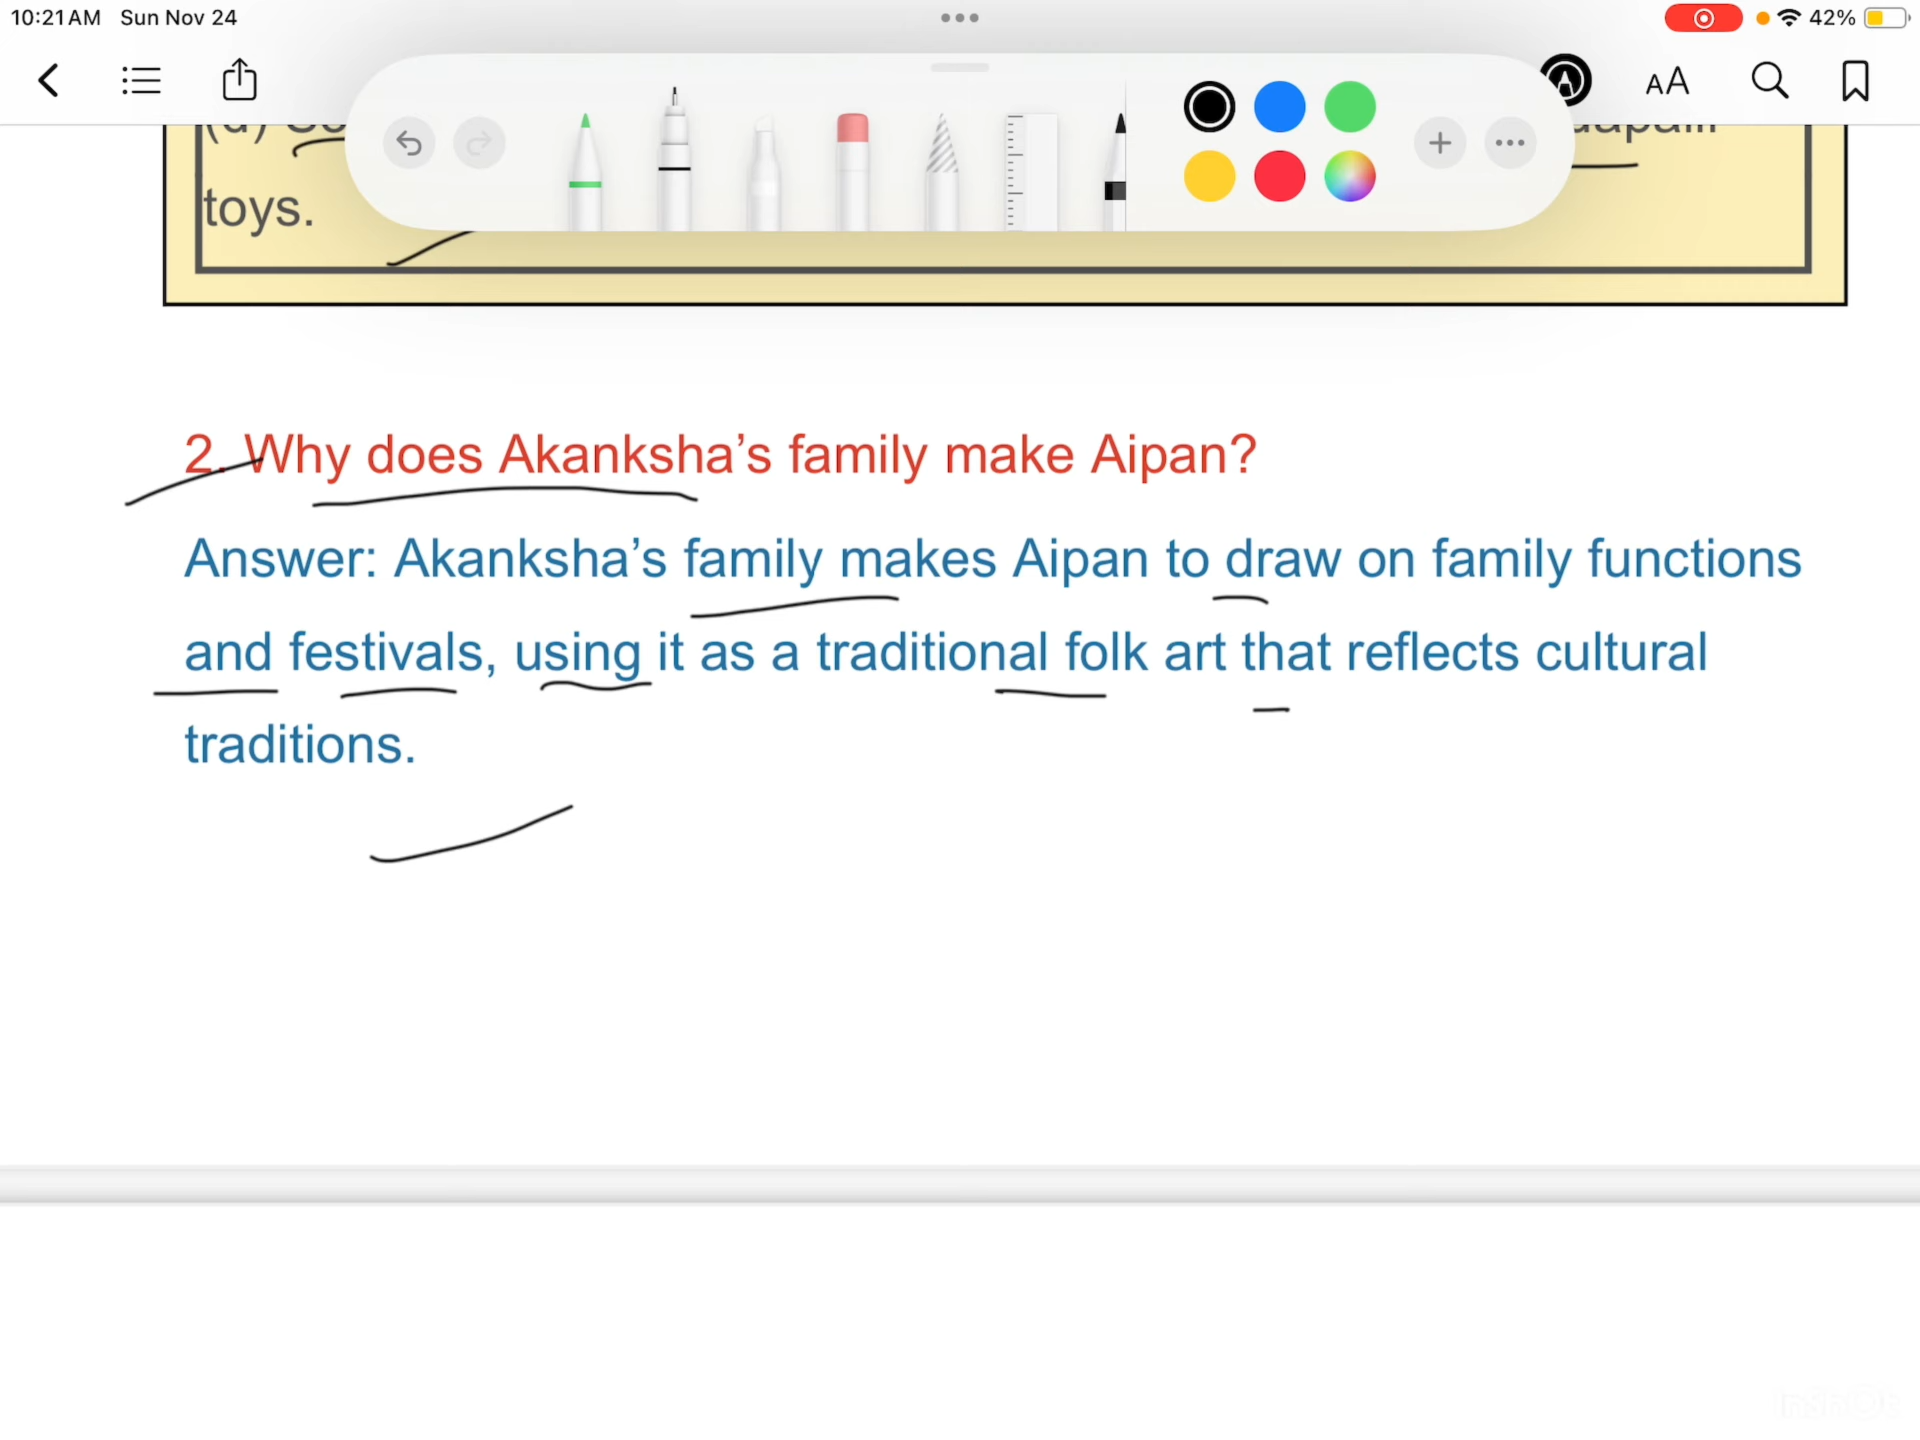 10:21 AM Sun Nov 24
42%
AA
toys.
2. Why does Akanksha’s family make Aipan?
Answer: Akanksha’s family makes Aipan to draw on family functions
and festivals, using it as a traditional folk art that reflects cultural
traditions.